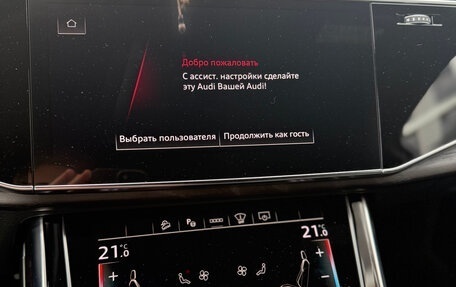 Добро пожаловать
С ассист. настройки сделайте
эту Audi Вашей Audi!
Выбрать пользователя Продолжить как гость
21.0 °C 21.0 °C
+ +
− −